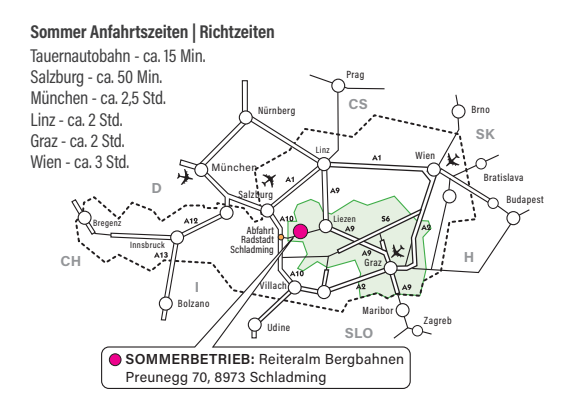 Sommer Anfahrtszeiten | Richtzeiten
Tauernautobahn - ca. 15 Min.
Salzburg - ca. 50 Min.
München - ca. 2,5 Std.
Linz - ca. 2 Std.
Graz - ca. 2 Std.
Wien - ca. 3 Std.
Prag
CS
Nürnberg
Brno
SK
Linz
A1
Wien
München
A1
Bratislava
D
Salzburg
A9
Budapest
Bregenz
A12
A10
Liezen
S6
Abfahrt
Radstadt
Schladming
A9
A2
Innsbruck
A13
A9
CH
Graz
H
A10
I
Villach
A2
A9
Bolzano
Maribor
Zagreb
Udine
SLO
SOMMERBETRIEB: Reiteralm Bergbahnen
Preunegg 70, 8973 Schladming